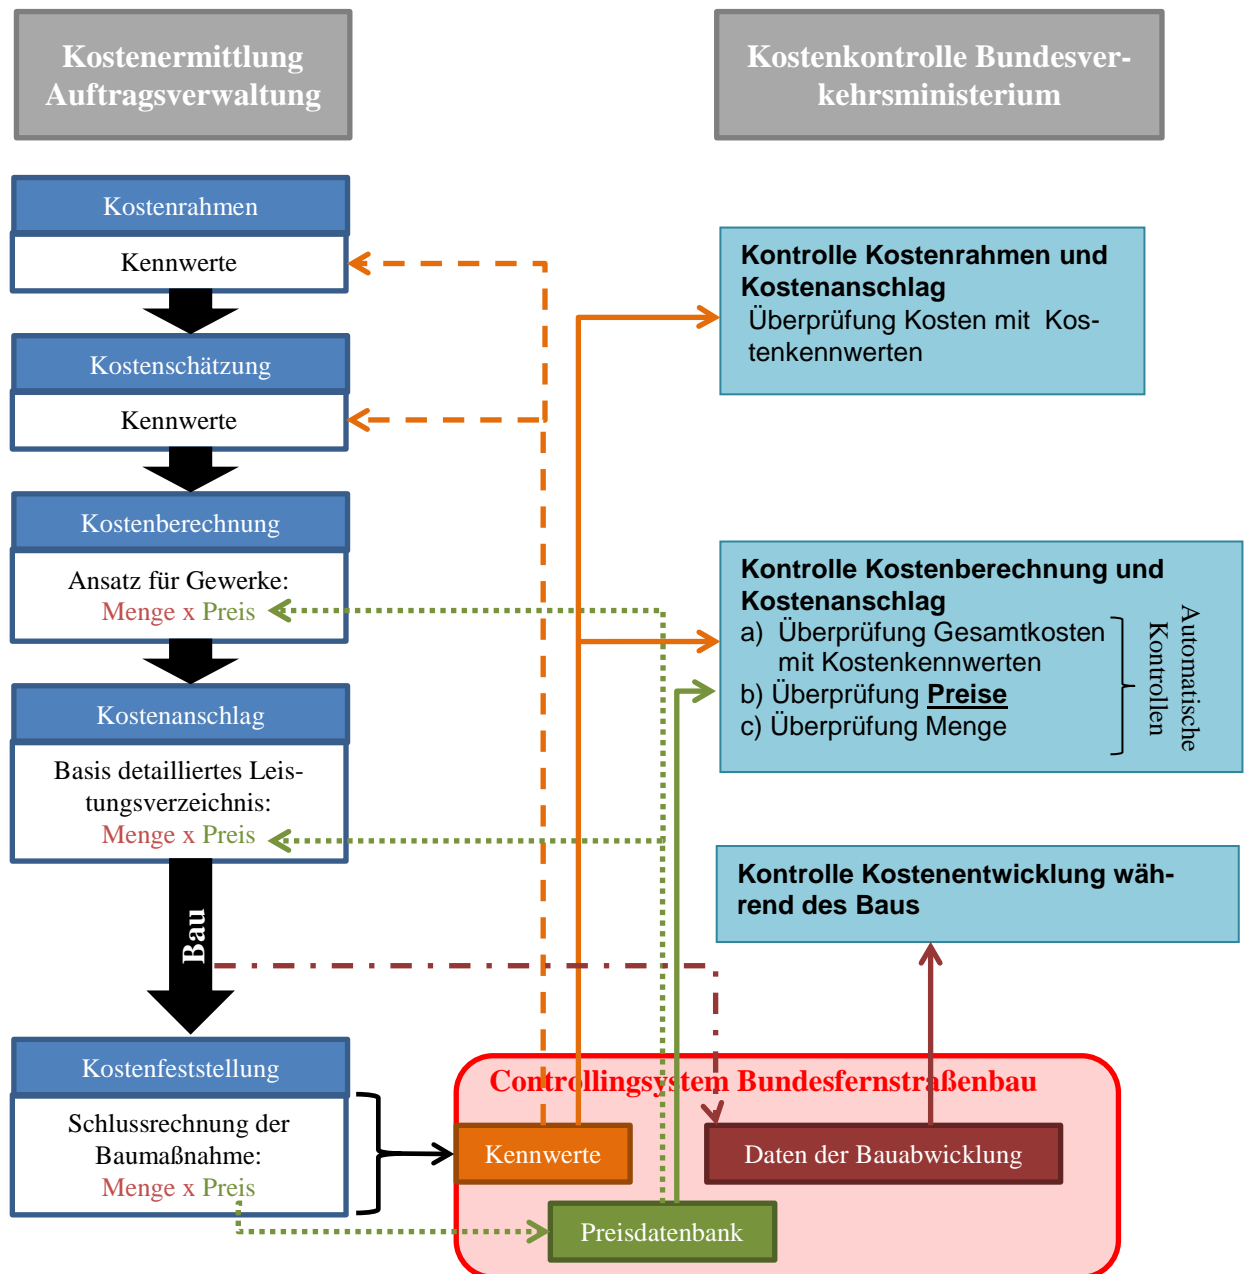 Kostenermittlung
Auftragsverwaltung
Kostenkontrolle Bundesver-
kehrsministerium
Kostenrahmen
Kennwerte
Kostenschätzung
Kennwerte
Kostenberechnung
Ansatz für Gewerke:
Menge x Preis
Kostenanschlag
Basis detailliertes Leis-
tungsverzeichnis:
Menge x Preis
Bau
Kostenfeststellung
Schlussrechnung der
Baumaßnahme:
Menge x Preis
Kontrolle Kostenrahmen und
Kostenanschlag
Überprüfung Kosten mit Kos-
tenkennwerten
Kontrolle Kostenberechnung und
Kostenanschlag
a) Überprüfung Gesamtkosten
mit Kostenkennwerten
b) Überprüfung Preise
c) Überprüfung Menge
Automatische
Kontrollen
Kontrolle Kostenentwicklung wäh-
rend des Baus
Controllingsystem Bundesfernstraßenbau
Kennwerte
Daten der Bauabwicklung
Preisdatenbank